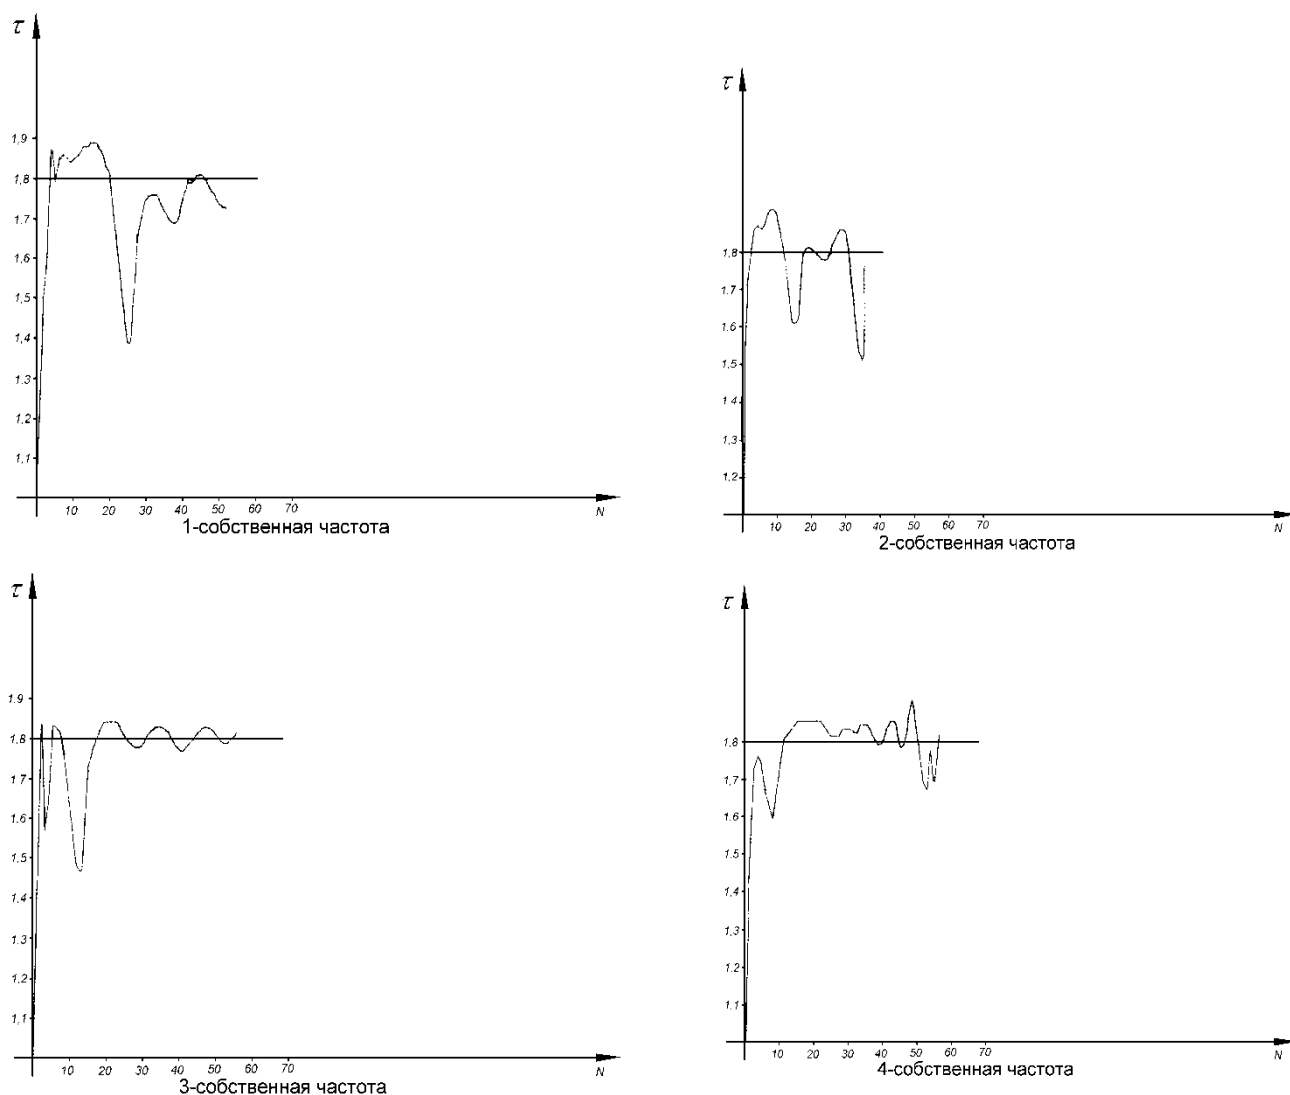 τ
1,9
1,8
1,7
1,6
1,5
1,4
1,3
1,2
1,1
10 20 30 40 50 60 70 N
1-собственная частота
τ
1,8
1,7
1,6
1,5
1,4
1,3
1,2
10 20 30 40 50 60 70 N
2-собственная частота
τ
1.9
1.8
1.7
1.6
1.5
1.4
1,3
1.2
1,1
10 20 30 40 50 60 70 N
3-собственная частота
τ
1.8
1.7
1.6
1.5
1.4
1.3
1.2
1.1
10 20 30 40 50 60 70 N
4-собственная частота